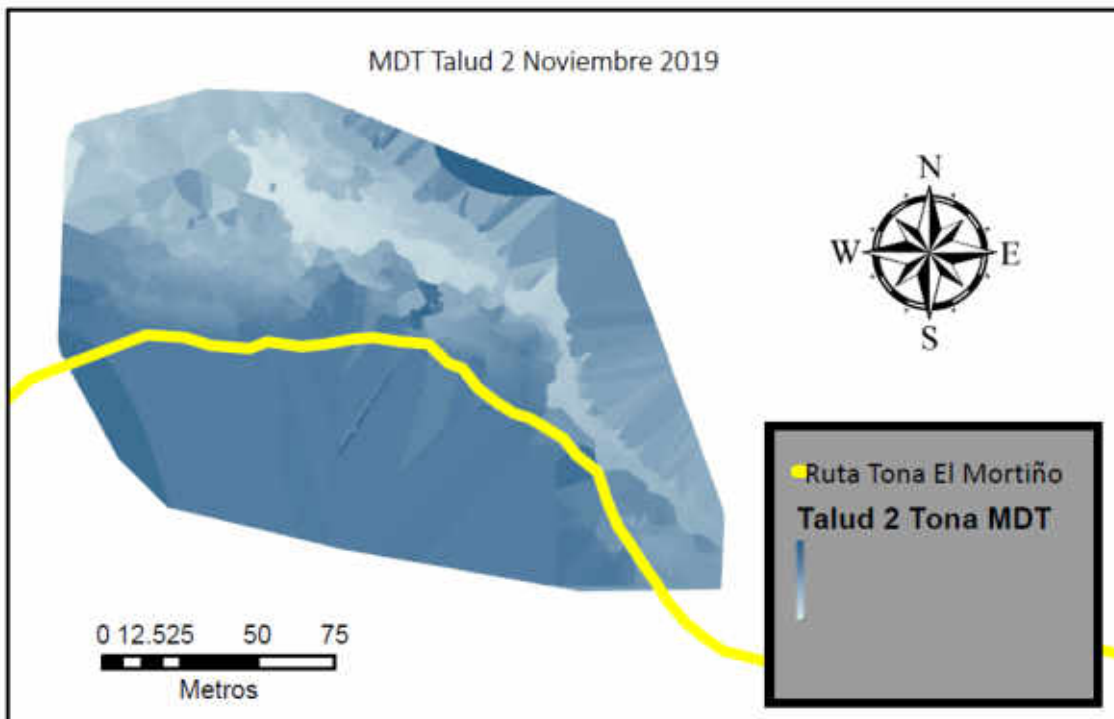 MDT Talud 2 Noviembre 2019
N
W E
S
Ruta Tona El Mortiño
Talud 2 Tona MDT
0 12.525 50 75
Metros